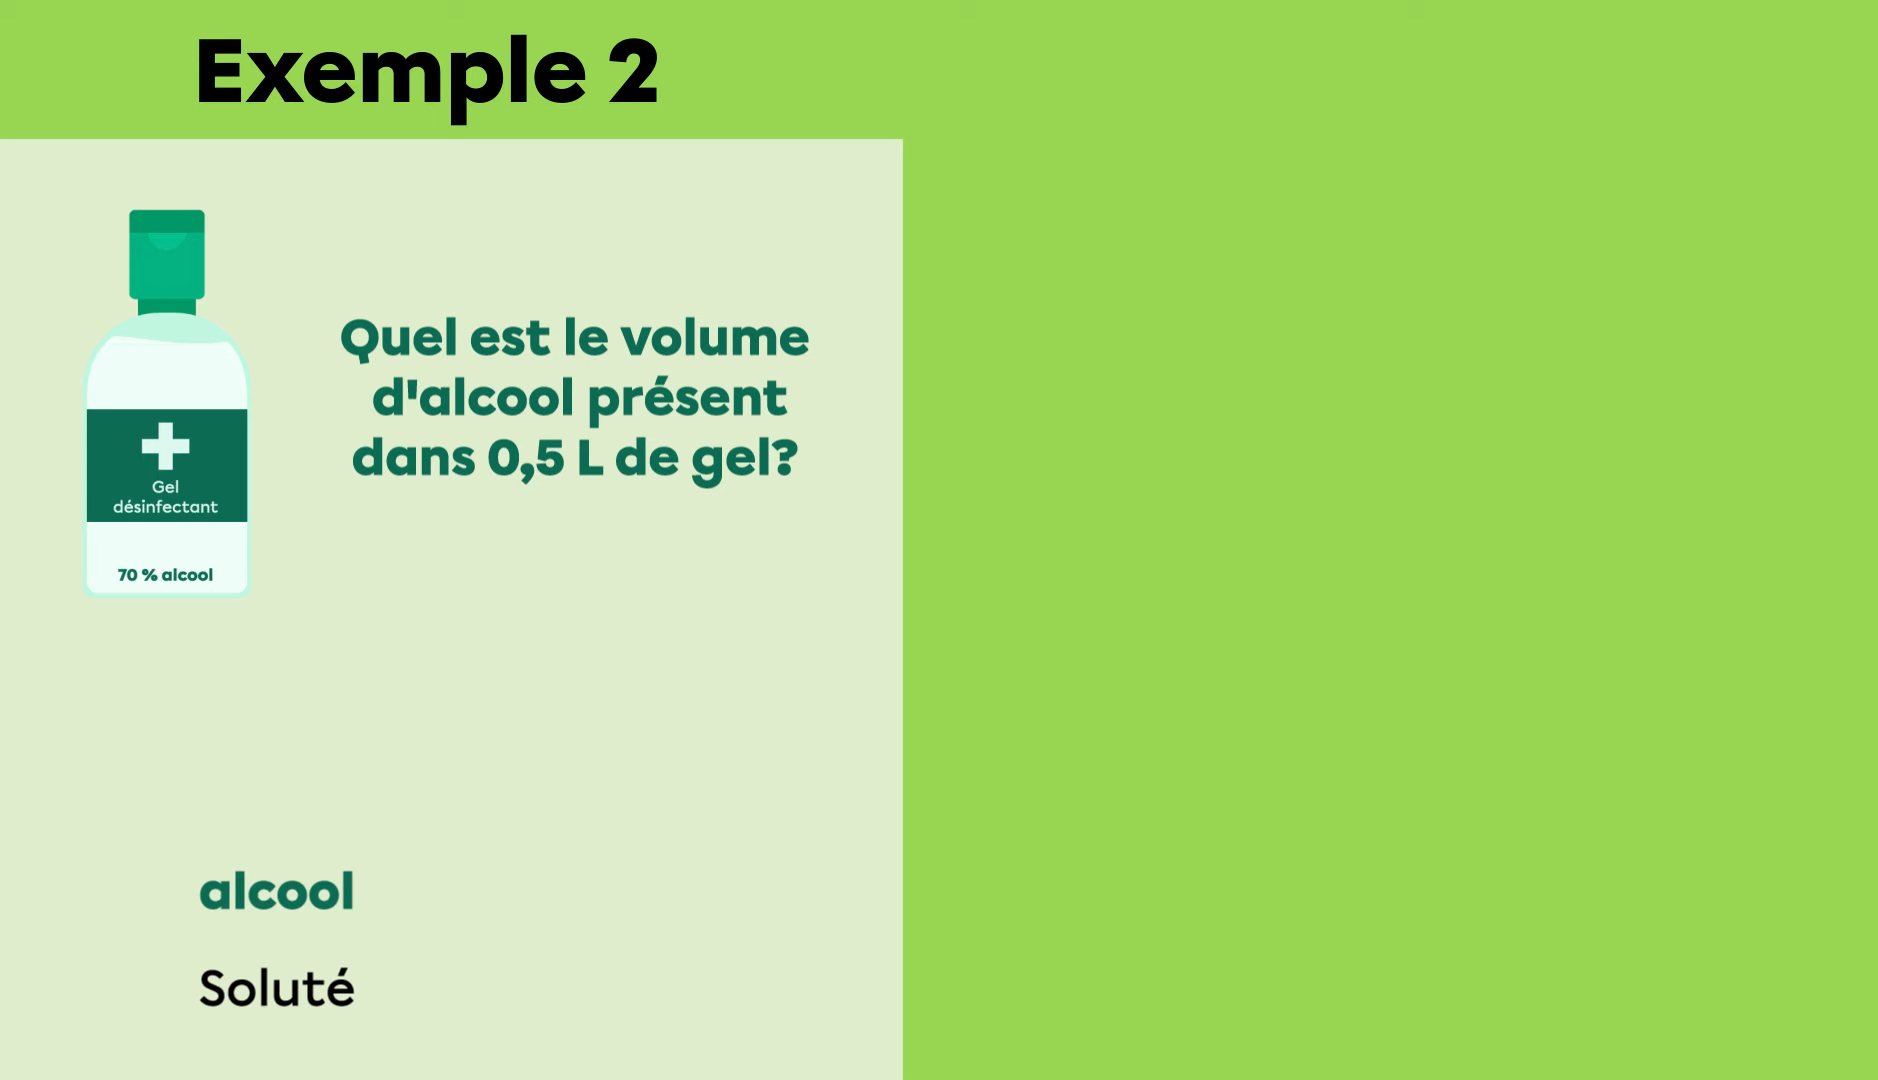 Exemple 2
Quel est le volume
d'alcool présent
dans 0,5 L de gel?
Gel
désinfectant
70 % alcool
alcool
Soluté